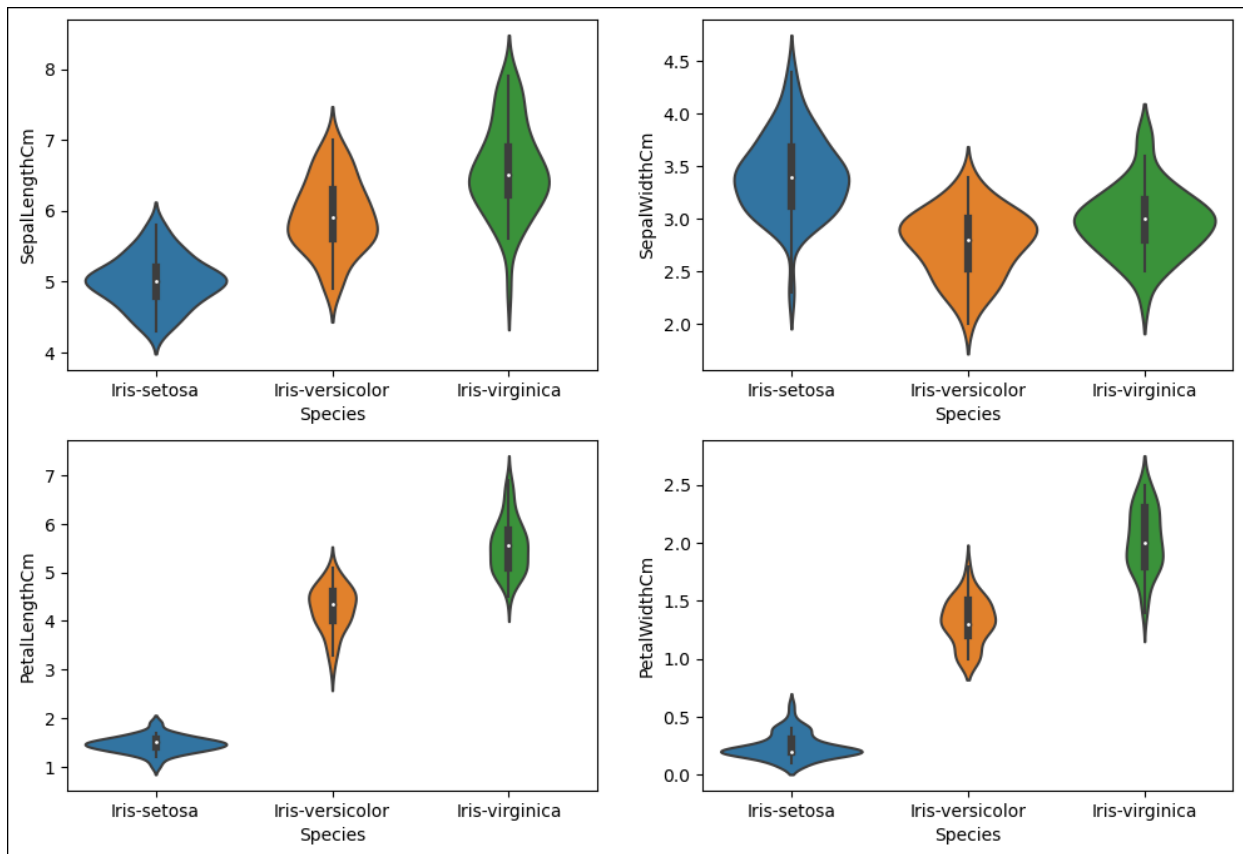 SepalLengthCm
8
7
6
5
4
Iris-setosa Iris-versicolor Iris-virginica
Species
SepalWidthCm
4.5
4.0
3.5
3.0
2.5
2.0
Iris-setosa Iris-versicolor Iris-virginica
Species
PetalLengthCm
7
6
5
4
3
2
1
Iris-setosa Iris-versicolor Iris-virginica
Species
PetalWidthCm
2.5
2.0
1.5
1.0
0.5
0.0
Iris-setosa Iris-versicolor Iris-virginica
Species